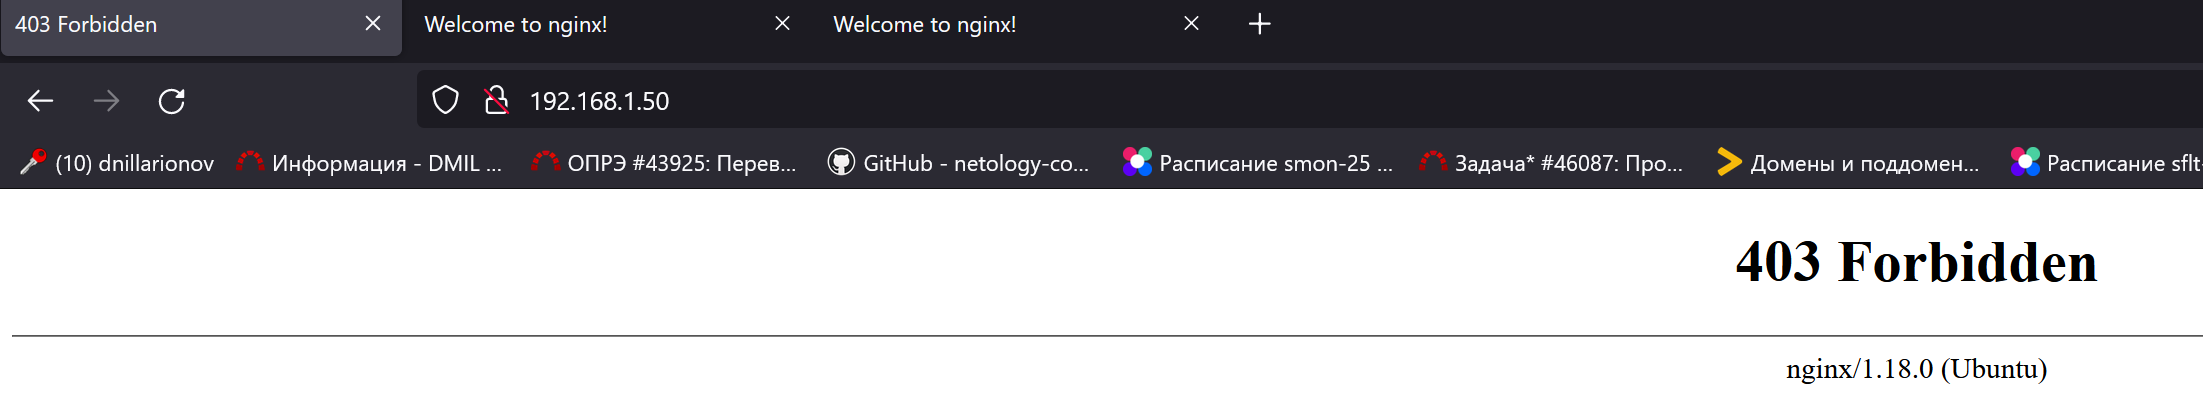 403 Forbidden
Welcome to nginx!
Welcome to nginx!
192.168.1.50
(10) dnillarionov
Информация - DMIL ...
ОПРЭ #43925: Перев...
GitHub - netology-co...
Расписание smon-25 ...
Задача* #46087: Про...
Домены и поддомен...
Расписание sflt-
403 Forbidden
nginx/1.18.0 (Ubuntu)